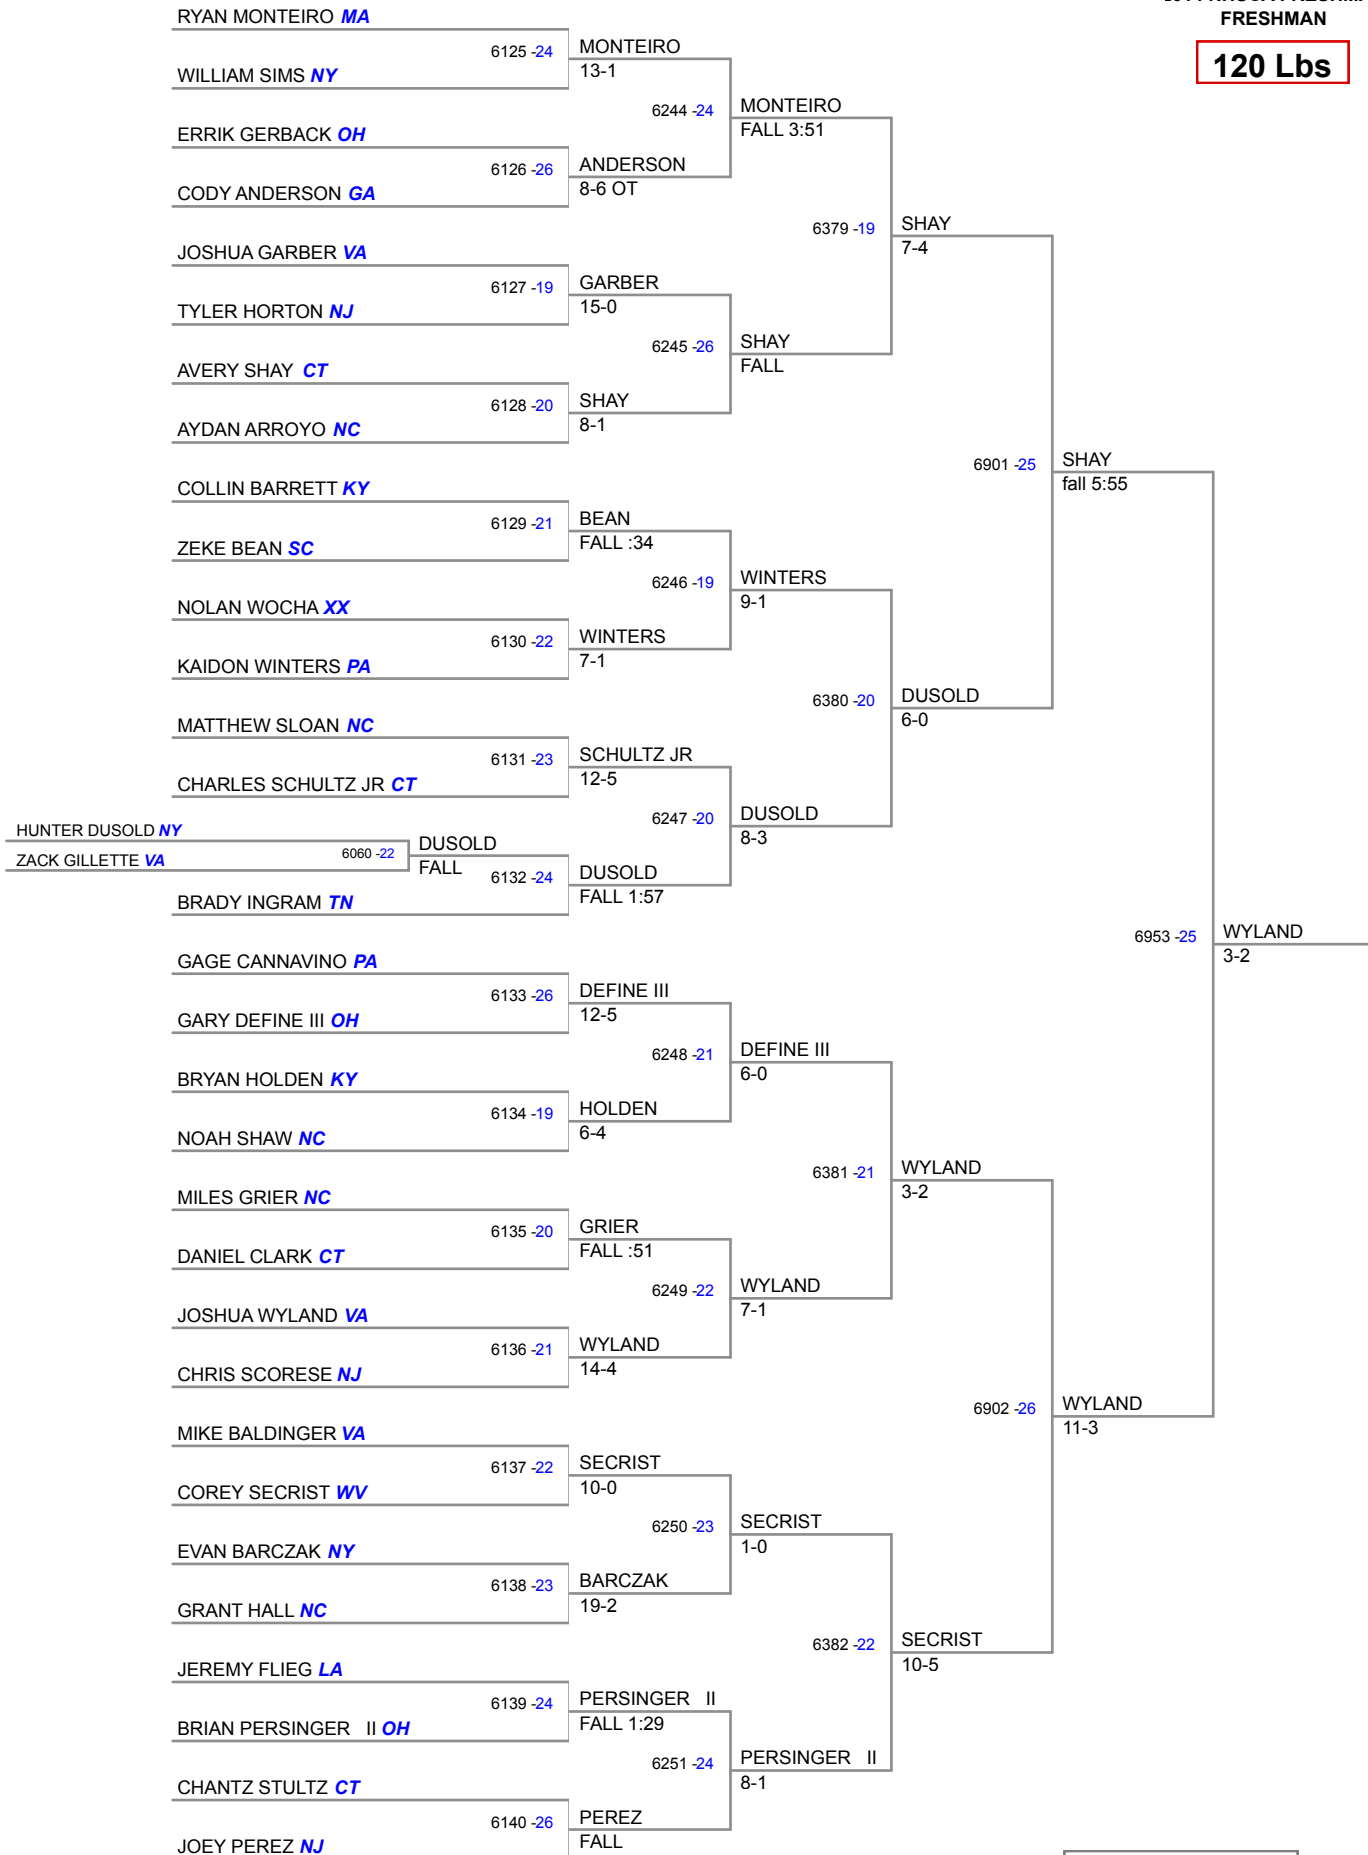 FRESHMAN
120 Lbs
RYAN MONTEIRO MA
6125 -24
MONTEIRO
13-1
WILLIAM SIMS NY
6244 -24
MONTEIRO
FALL 3:51
ERRIK GERBACK OH
6126 -26
ANDERSON
8-6 OT
CODY ANDERSON GA
6379 -19
SHAY
7-4
JOSHUA GARBER VA
6127 -19
GARBER
15-0
TYLER HORTON NJ
6245 -26
SHAY
FALL
AVERY SHAY CT
6128 -20
SHAY
8-1
AYDAN ARROYO NC
6901 -25
SHAY
fall 5:55
COLLIN BARRETT KY
6129 -21
BEAN
FALL :34
ZEKE BEAN SC
6246 -19
WINTERS
9-1
NOLAN WOCHA XX
6130 -22
WINTERS
7-1
KAIDON WINTERS PA
6380 -20
DUSOLD
6-0
MATTHEW SLOAN NC
6131 -23
SCHULTZ JR
12-5
CHARLES SCHULTZ JR CT
6247 -20
DUSOLD
8-3
HUNTER DUSOLD NY
6060 -22
DUSOLD
FALL
ZACK GILLETTE VA
6132 -24
DUSOLD
FALL 1:57
BRADY INGRAM TN
6953 -25
WYLAND
3-2
GAGE CANNAVINO PA
6133 -26
DEFINE III
12-5
GARY DEFINE III OH
6248 -21
DEFINE III
6-0
BRYAN HOLDEN KY
6134 -19
HOLDEN
6-4
NOAH SHAW NC
6381 -21
WYLAND
3-2
MILES GRIER NC
6135 -20
GRIER
FALL :51
DANIEL CLARK CT
6249 -22
WYLAND
7-1
JOSHUA WYLAND VA
6136 -21
WYLAND
14-4
CHRIS SCORESE NJ
6902 -26
WYLAND
11-3
MIKE BALDINGER VA
6137 -22
SECRIST
10-0
COREY SECRIST WV
6250 -23
SECRIST
1-0
EVAN BARCZAK NY
6138 -23
BARCZAK
19-2
GRANT HALL NC
6382 -22
SECRIST
10-5
JEREMY FLIEG LA
6139 -24
PERSINGER II
FALL 1:29
BRIAN PERSINGER II OH
6251 -24
PERSINGER II
8-1
CHANTZ STULTZ CT
6140 -26
PEREZ
FALL
JOEY PEREZ NJ